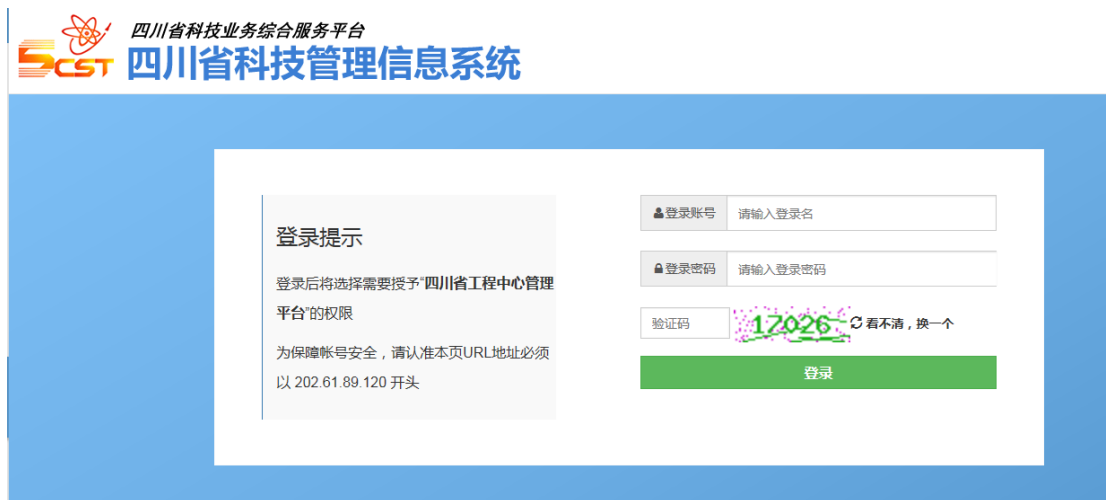 四川省科技业务综合服务平台
SCST
四川省科技管理信息系统
登录提示
登录后将选择需要授予“四川省工程中心管理
平台”的权限
为保障帐号安全，请认准本页URL地址必须
以 202.61.89.120 开头
登录账号 请输入登录名
登录密码 请输入登录密码
验证码 17026 看不清，换一个
登录